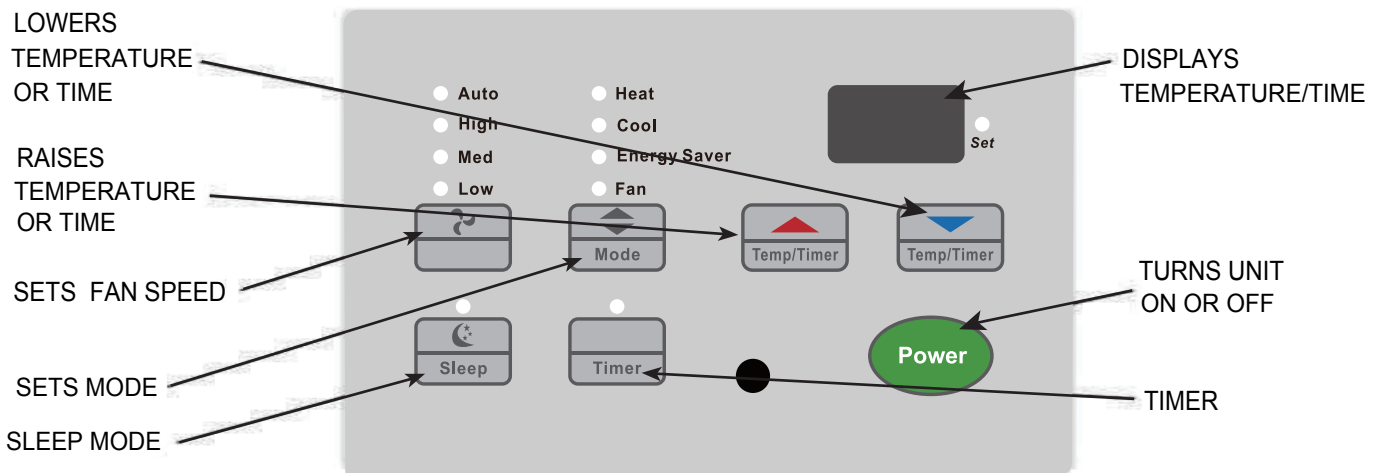 LOWERS
TEMPERATURE
OR TIME
RAISES
TEMPERATURE
OR TIME
SETS FAN SPEED
SETS MODE
SLEEP MODE
Auto
High
Med
Low
Heat
Cool
Energy Saver
Fan
Set
Mode
Temp/Timer
Temp/Timer
Sleep
Timer
Power
DISPLAYS
TEMPERATURE/TIME
TURNS UNIT
ON OR OFF
TIMER